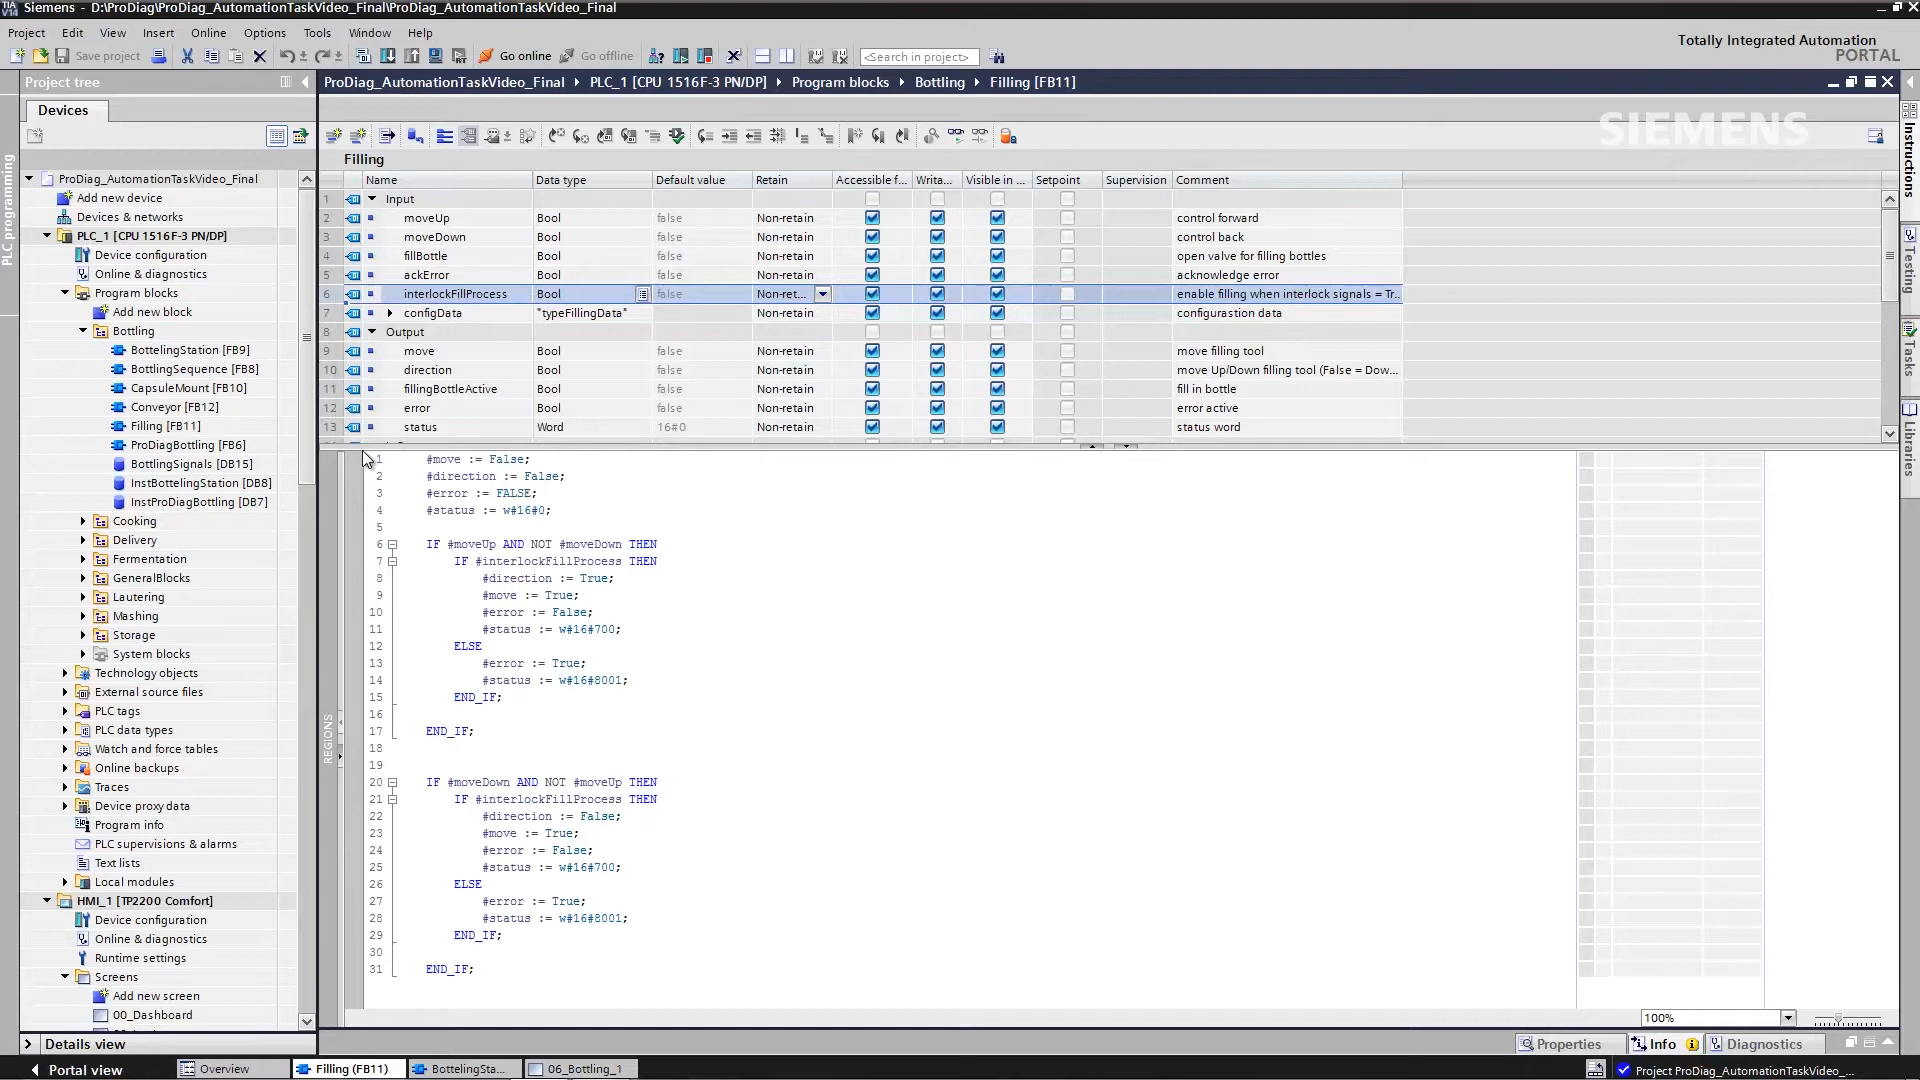 Siemens - D:\ProDiag\ProDiag_AutomationTaskVideo_Final\ProDiag_AutomationTaskVideo_Final
Project Edit View Insert Online Options Tools Window Help
Totally Integrated Automation
PORTAL
Save project Go online Go offline <Search in project>
Project tree
ProDiag_AutomationTaskVideo_Final PLC_1 [CPU 1516F-3 PN/DP] Program blocks Bottling Filling [FB11]
Devices
PLC programming
ProDiag_AutomationTaskVideo_Final
Add new device
Devices & networks
PLC_1 [CPU 1516F-3 PN/DP]
Device configuration
Online & diagnostics
Program blocks
Add new block
Bottling
BottelingStation [FB9]
BottlingSequence [FB8]
CapsuleMount [FB10]
Conveyor [FB12]
Filling [FB11]
ProDiagBottling [FB6]
BottlingSignals [DB15]
InstBottelingStation [DB8]
InstProDiagBottling [DB7]
Cooking
Delivery
Fermentation
GeneralBlocks
Lautering
Mashing
Storage
System blocks
Technology objects
External source files
PLC tags
PLC data types
Watch and force tables
Online backups
Traces
Device proxy data
Program info
PLC supervisions & alarms
Text lists
Local modules
HMI_1 [TP2200 Comfort]
Device configuration
Online & diagnostics
Runtime settings
Screens
Add new screen
00_Dashboard
Details view
SIEMENS
Filling
Name Data type Default value Retain Accessible f... Writa... Visible in ... Setpoint Supervision Comment
1 Input
2 moveUp Bool false Non-retain control forward
3 moveDown Bool false Non-retain control back
4 fillBottle Bool false Non-retain open valve for filling bottles
5 ackError Bool false Non-retain acknowledge error
6 interlockFillProcess Bool false Non-ret... enable filling when interlock signals = Tr...
7 configData "typeFillingData" Non-retain configurastion data
8 Output
9 move Bool false Non-retain move filling tool
10 direction Bool false Non-retain move Up/Down filling tool (False = Dow...
11 fillingBottleActive Bool false Non-retain fill in bottle
12 error Bool false Non-retain error active
13 status Word 16#0 Non-retain status word
REGIONS
1 #move := False;
2 #direction := False;
3 #error := FALSE;
4 #status := w#16#0;
5
6 IF #moveUp AND NOT #moveDown THEN
7 IF #interlockFillProcess THEN
8 #direction := True;
9 #move := True;
10 #error := False;
11 #status := w#16#700;
12 ELSE
13 #error := True;
14 #status := w#16#8001;
15 END_IF;
16
17 END_IF;
18
19
20 IF #moveDown AND NOT #moveUp THEN
21 IF #interlockFillProcess THEN
22 #direction := False;
23 #move := True;
24 #error := False;
25 #status := w#16#700;
26 ELSE
27 #error := True;
28 #status := w#16#8001;
29 END_IF;
30
31 END_IF;
100%
Properties Info Diagnostics
Instructions
Testing
Tasks
Libraries
Portal view Overview Filling (FB11) BottelingSta... 06_Bottling_1 Project ProDiag_AutomationTaskVideo_...